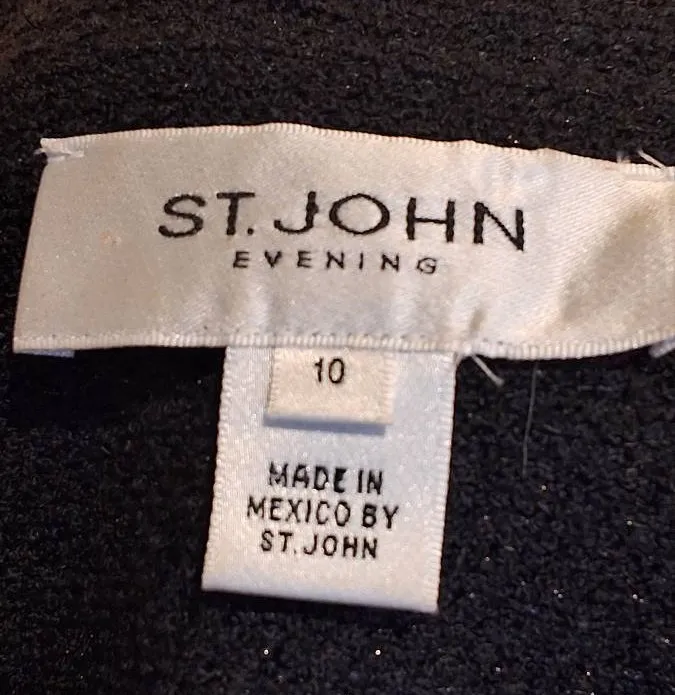 ST. JOHN
EVENING
10
MADE IN
MEXICO BY
ST. JOHN